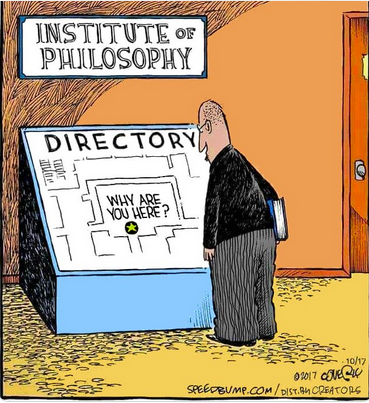 INSTITUTE OF
PHILOSOPHY
DIRECTORY
WHY ARE
YOU HERE?
10/17
©2017
SPEEDBUMP.COM / DIST. BY CREATORS